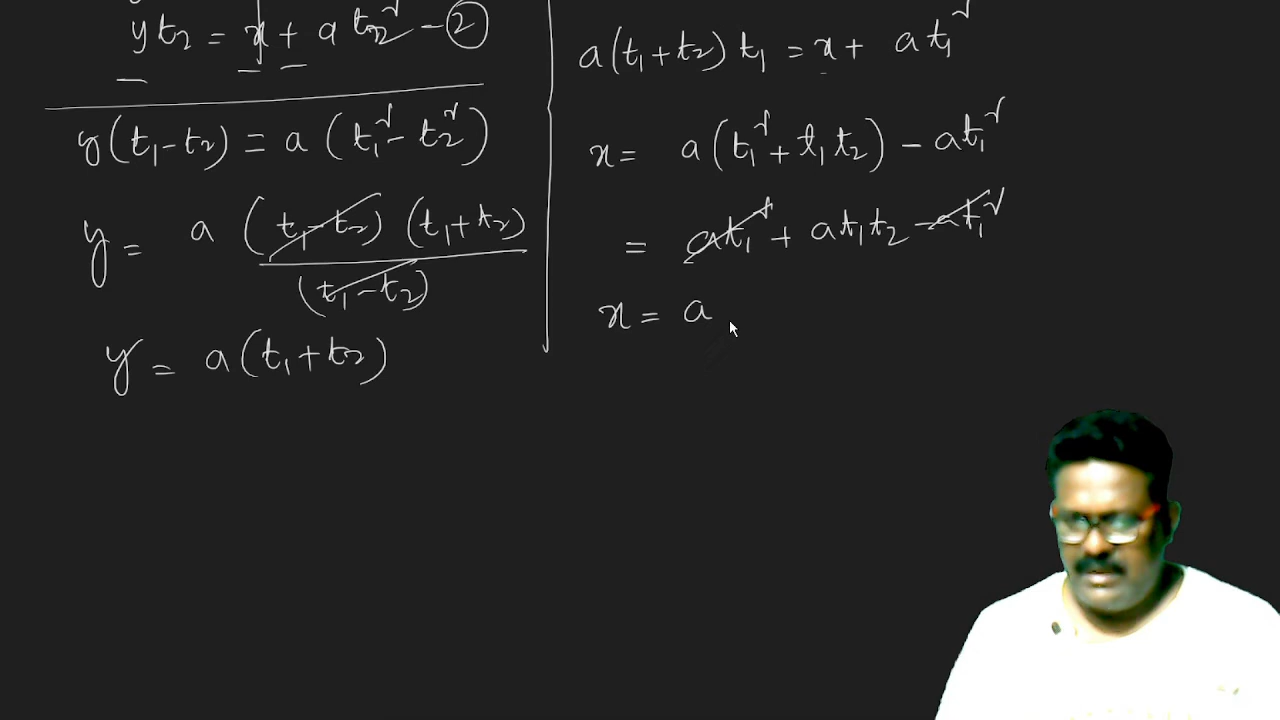 yt₂ = x + at₂² - ②
y(t₁-t₂) = a(t₁²-t₂²)
y = a (t₁-t₂)(t₁+t₂) / (t₁-t₂)
y = a(t₁+t₂)
a(t₁+t₂)t₁ = x + at₁²
x = a(t₁²+t₁t₂) - at₁²
= at₁² + at₁t₂ - at₁²
x = a